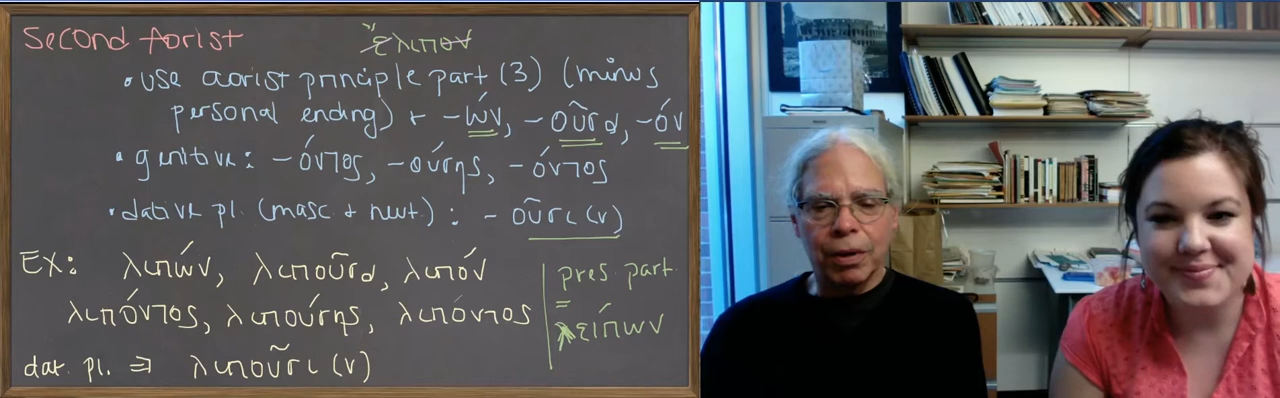 Second Aorist
ἔλιπον
• use aorist principle part (3) (minus
personal ending) + -ών, -οῦσα, -όν
• genitive: -όντος, -ούσης, -όντος
• dative pl. (masc. + neut.) : -οῦσι(ν)
EX: λιπών, λιποῦσα, λιπόν
λιπόντος, λιπούσης, λιπόντος
dat. pl. ⇒ λιποῦσι(ν)
pres part.
=
λείπων